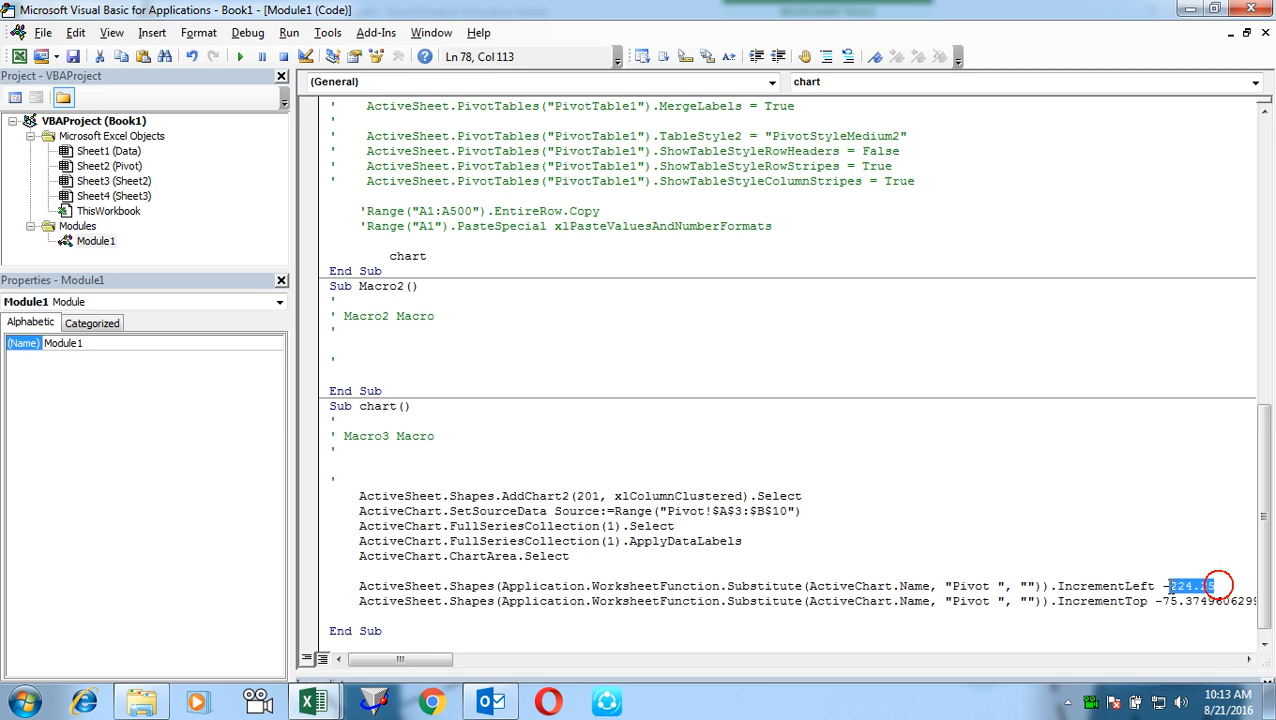 Microsoft Visual Basic for Applications - Book1 - [Module1 (Code)]
File Edit View Insert Format Debug Run Tools Add-Ins Window Help
Ln 78, Col 113
Project - VBAProject
(General)
chart
VBAProject (Book1)
Microsoft Excel Objects
Sheet1 (Data)
Sheet2 (Pivot)
Sheet3 (Sheet2)
Sheet4 (Sheet3)
ThisWorkbook
Modules
Module1
Properties - Module1
Module1 Module
Alphabetic Categorized
(Name) Module1
' ActiveSheet.PivotTables("PivotTable1").MergeLabels = True
'
' ActiveSheet.PivotTables("PivotTable1").TableStyle2 = "PivotStyleMedium2"
' ActiveSheet.PivotTables("PivotTable1").ShowTableStyleRowHeaders = False
' ActiveSheet.PivotTables("PivotTable1").ShowTableStyleRowStripes = True
' ActiveSheet.PivotTables("PivotTable1").ShowTableStyleColumnStripes = True
'Range("A1:A500").EntireRow.Copy
'Range("A1").PasteSpecial xlPasteValuesAndNumberFormats
chart
End Sub
Sub Macro2()
'
' Macro2 Macro
'
'
End Sub
Sub chart()
'
' Macro3 Macro
'
'
ActiveSheet.Shapes.AddChart2(201, xlColumnClustered).Select
ActiveChart.SetSourceData Source:=Range("Pivot!$A$3:$B$10")
ActiveChart.FullSeriesCollection(1).Select
ActiveChart.FullSeriesCollection(1).ApplyDataLabels
ActiveChart.ChartArea.Select
ActiveSheet.Shapes(Application.WorksheetFunction.Substitute(ActiveChart.Name, "Pivot ", "")).IncrementLeft -224.25
ActiveSheet.Shapes(Application.WorksheetFunction.Substitute(ActiveChart.Name, "Pivot ", "")).IncrementTop -75.3749606299
End Sub
10:13 AM
8/21/2016